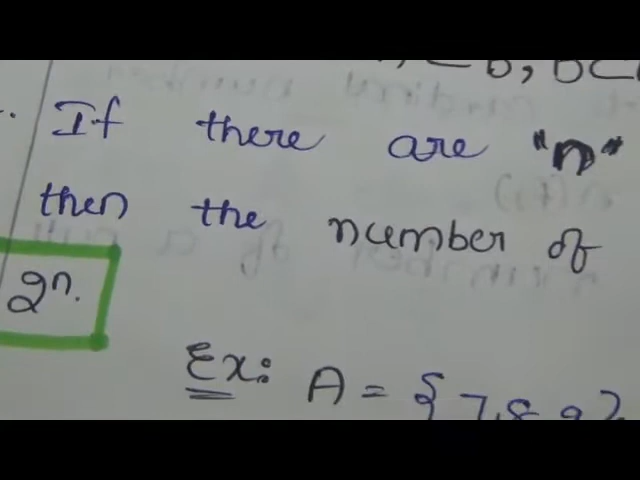 If there are "n"
then the number of
2ⁿ.
Ex: A = {7,8,9}